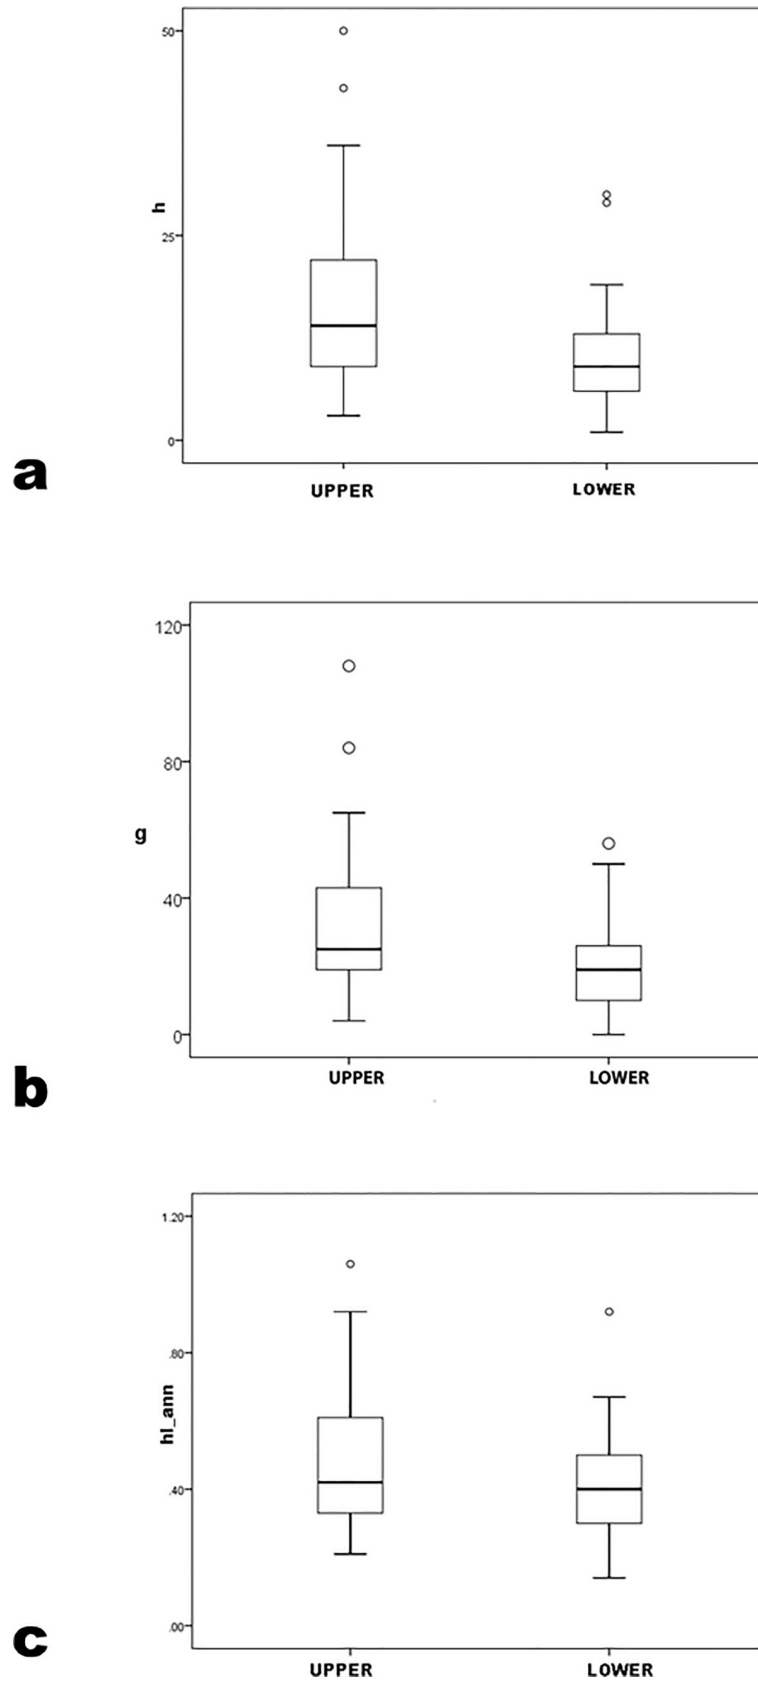 50
h
25
0
a
UPPER LOWER
120
80
g
40
0
b
UPPER LOWER
1.20
.80
hl_ann
.40
.00
c
UPPER LOWER